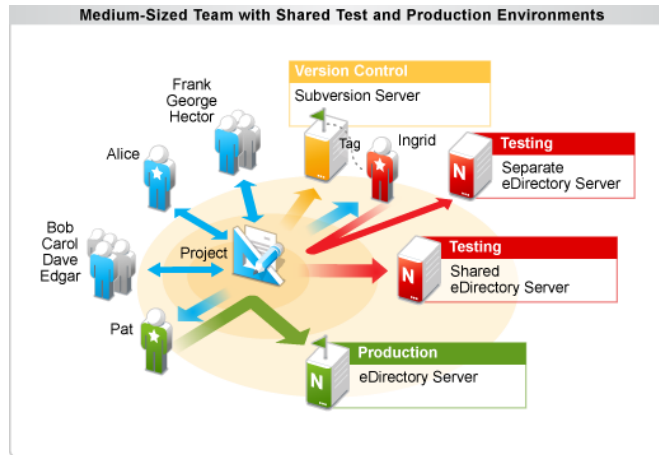 Medium-Sized Team with Shared Test and Production Environments
Frank
George
Hector
Version Control
Subversion Server
Tag
Ingrid
Alice
Testing
Separate
eDirectory Server
N
Bob
Carol
Dave
Edgar
Project
Testing
Shared
eDirectory Server
N
Pat
Production
eDirectory Server
N